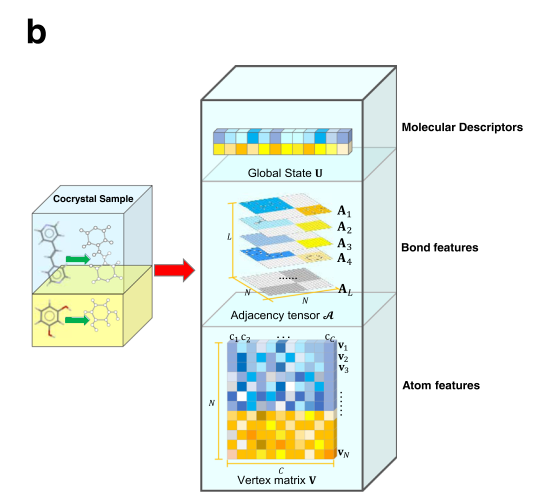 b
Cocrystal Sample
Molecular Descriptors
Global State U
Bond features
A1
A2
A3
A4
......
AL
L
N
N
Adjacency tensor 𝓐
Atom features
c1 c2 ... cC
v1
v2
v3
......
vN
N
C
Vertex matrix V